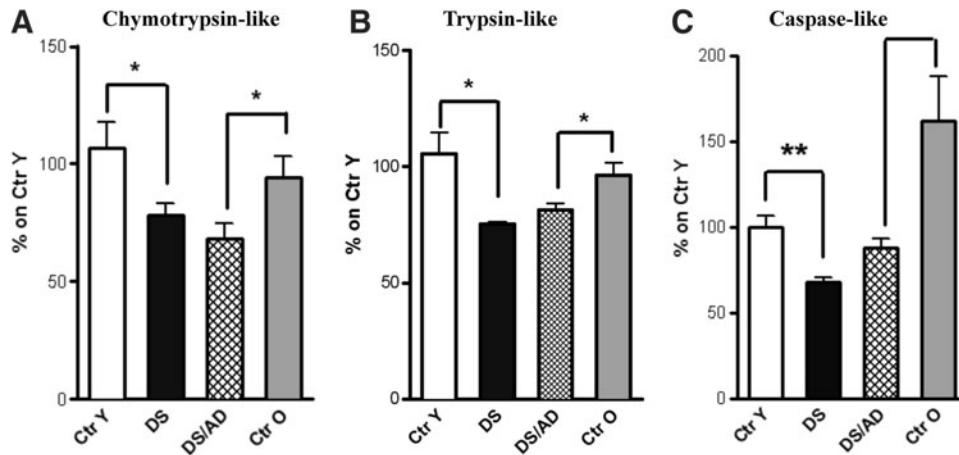 A Chymotrypsin-like
% on Ctr Y
150
100
50
0
*
*
Ctr Y DS DS/AD Ctr O
B Trypsin-like
% on Ctr Y
150
100
50
0
*
*
Ctr Y DS DS/AD Ctr O
C Caspase-like
% on Ctr Y
200
150
100
50
0
**
Ctr Y DS DS/AD Ctr O